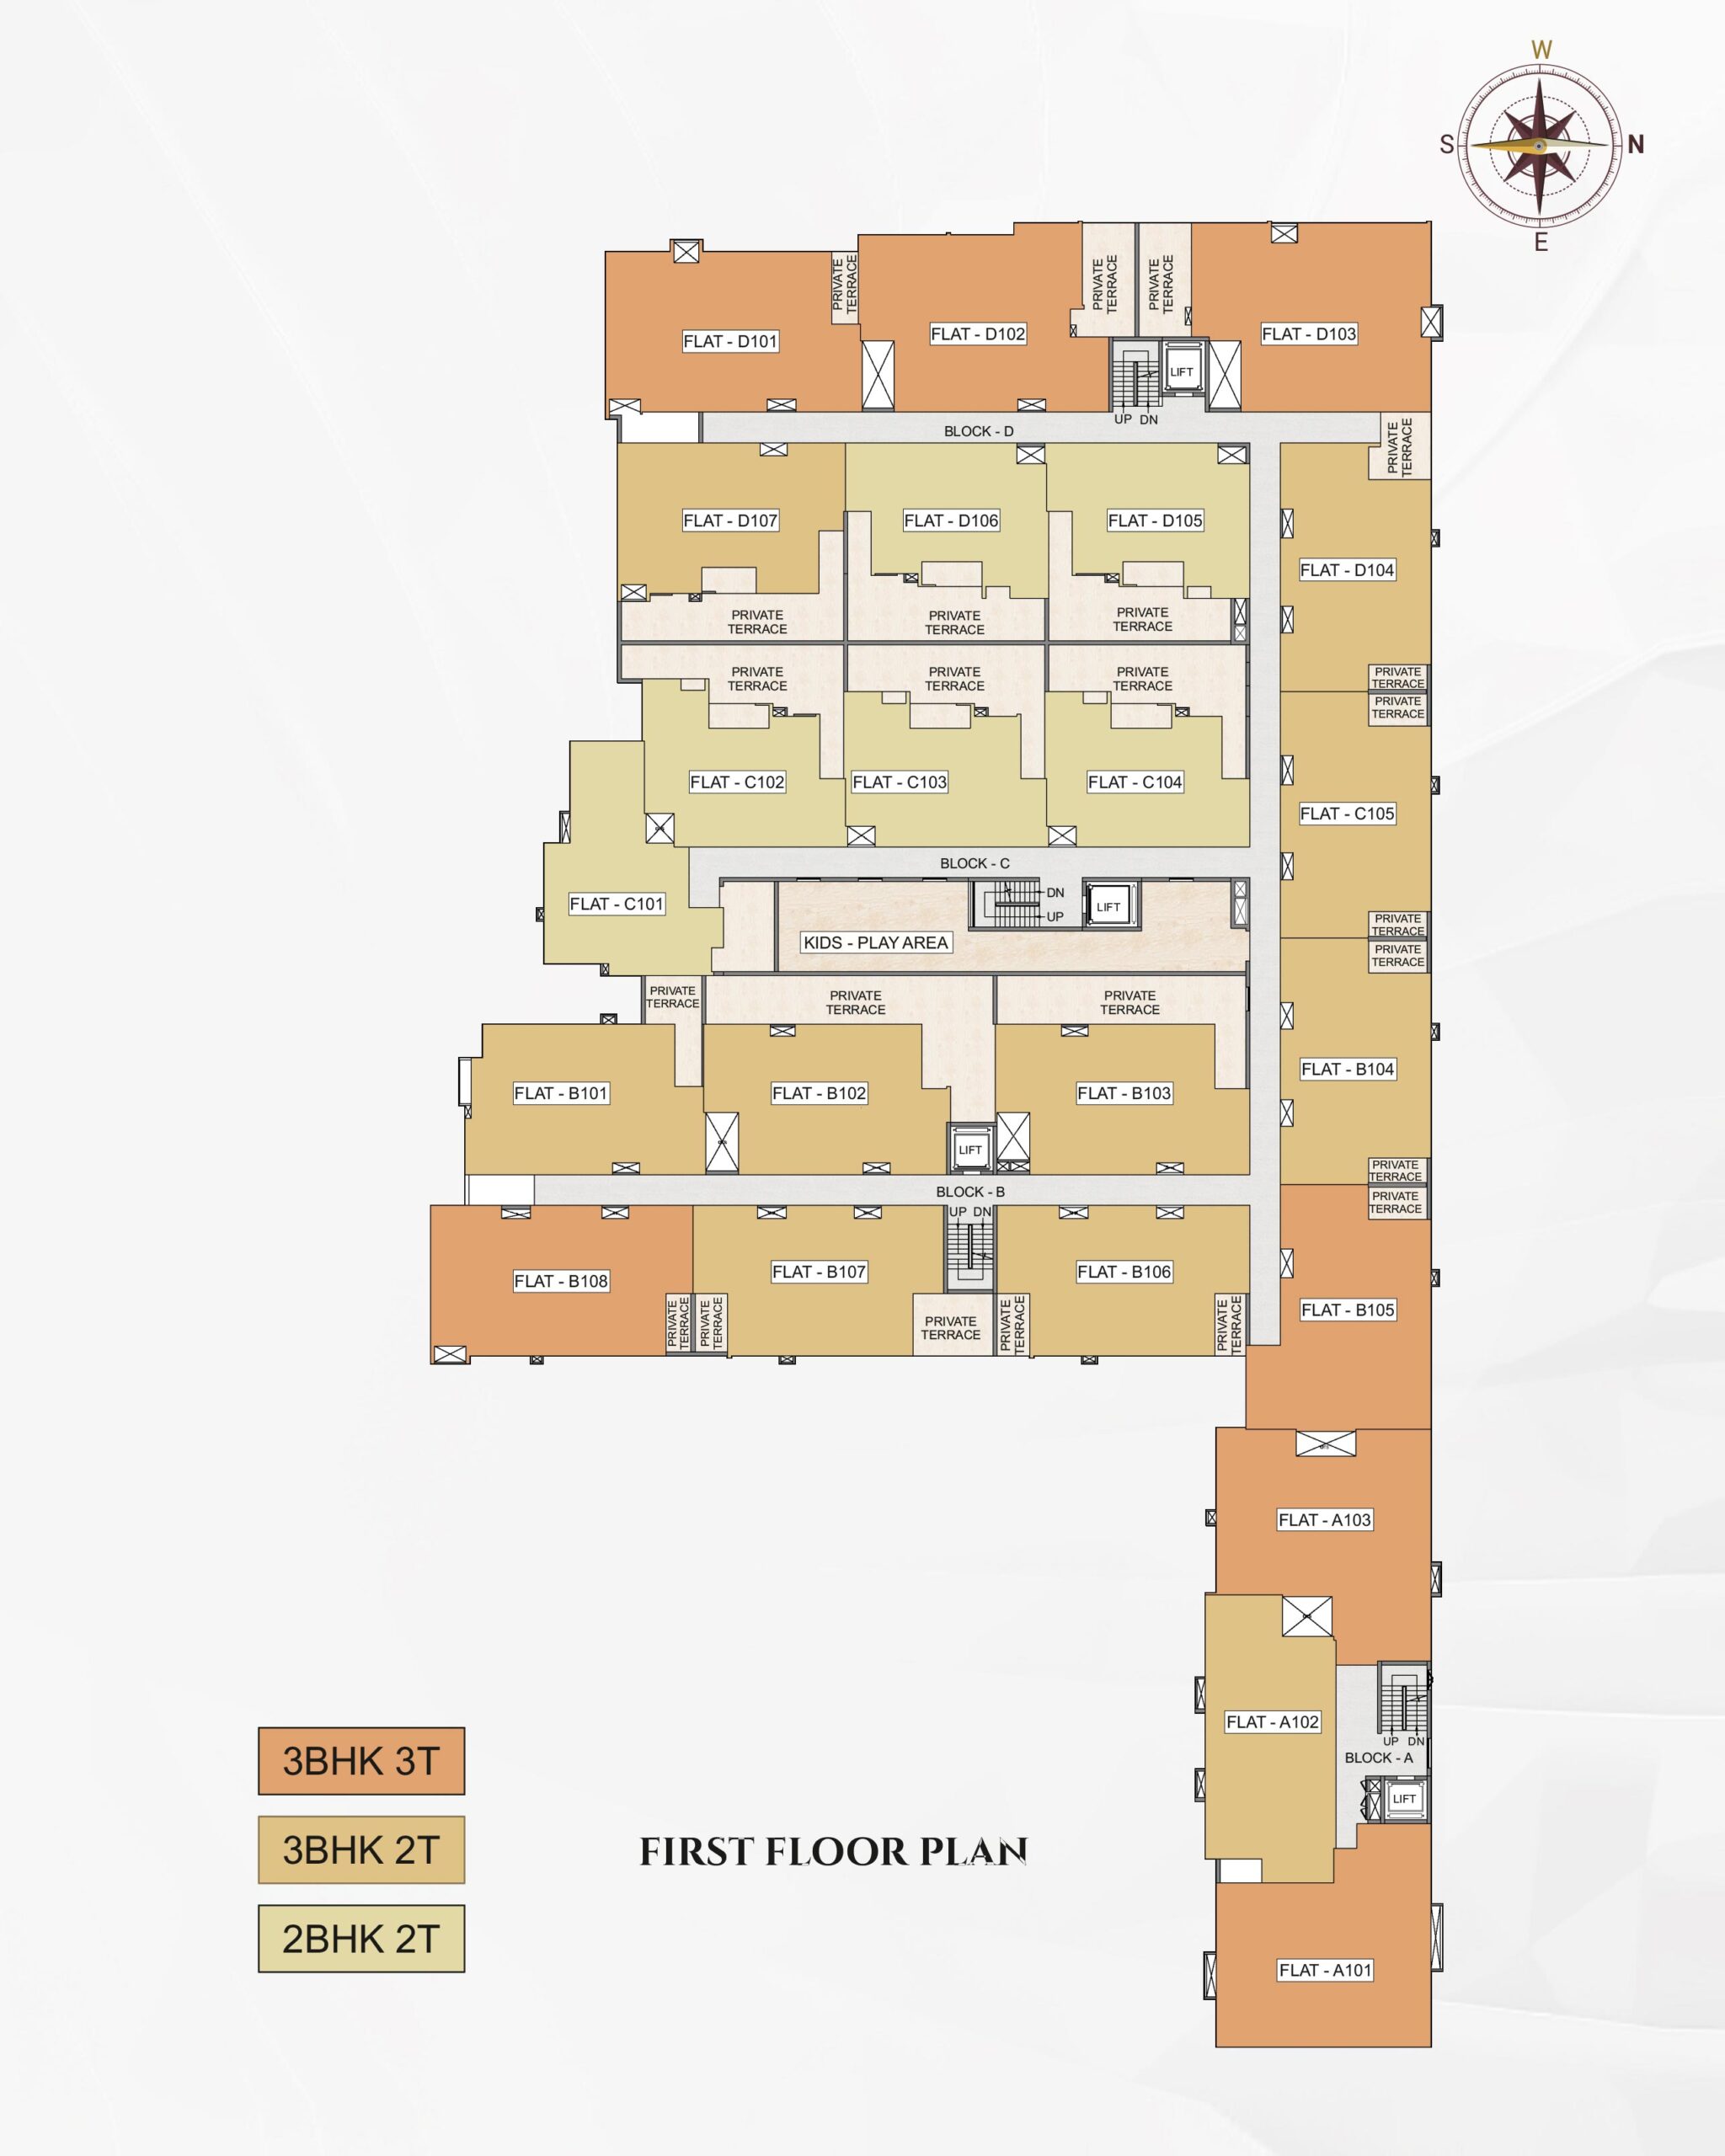 W
S
N
E
PRIVATE
TERRACE
PRIVATE
TERRACE
PRIVATE
TERRACE
FLAT - D101
FLAT - D102
FLAT - D103
LIFT
UP DN
BLOCK - D
PRIVATE
TERRACE
FLAT - D107
FLAT - D106
FLAT - D105
FLAT - D104
PRIVATE
TERRACE
PRIVATE
TERRACE
PRIVATE
TERRACE
PRIVATE
TERRACE
PRIVATE
TERRACE
PRIVATE
TERRACE
PRIVATE
TERRACE
PRIVATE
TERRACE
FLAT - C102
FLAT - C103
FLAT - C104
FLAT - C105
BLOCK - C
FLAT - C101
DN
UP
LIFT
KIDS - PLAY AREA
PRIVATE
TERRACE
PRIVATE
TERRACE
PRIVATE
TERRACE
PRIVATE
TERRACE
PRIVATE
TERRACE
FLAT - B101
FLAT - B102
FLAT - B103
FLAT - B104
LIFT
PRIVATE
TERRACE
BLOCK - B
PRIVATE
TERRACE
UP DN
FLAT - B108
FLAT - B107
FLAT - B106
FLAT - B105
PRIVATE
TERRACE
PRIVATE
TERRACE
PRIVATE
TERRACE
PRIVATE
TERRACE
PRIVATE
TERRACE
FLAT - A103
FLAT - A102
UP DN
BLOCK - A
LIFT
FLAT - A101
3BHK 3T
3BHK 2T
2BHK 2T
FIRST FLOOR PLAN